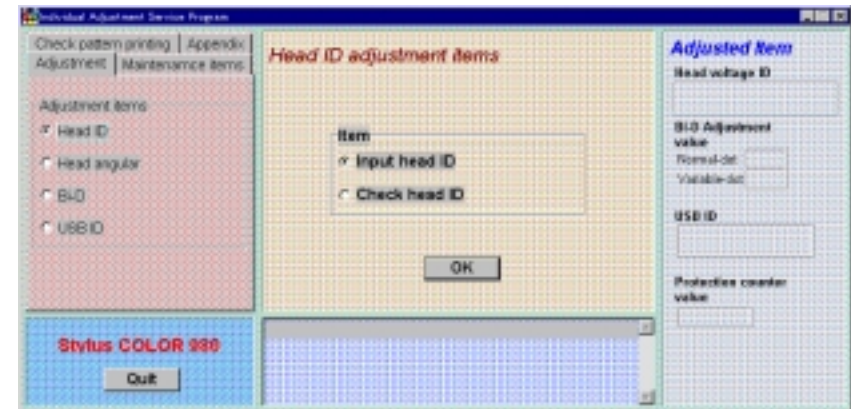 Individual Adjustment Service Program
Check pattern printing Appendix
Adjustment Maintenamce items
Adjustment items
Head ID
Head angular
Bi-D
USB ID
Head ID adjustment items
Item
Input head ID
Check head ID
OK
Adjusted Item
Head voltage ID
Bi-D Adjustment
value
Normal-dot
Variable-dot
USB ID
Protection counter
value
Stylus COLOR 980
Quit